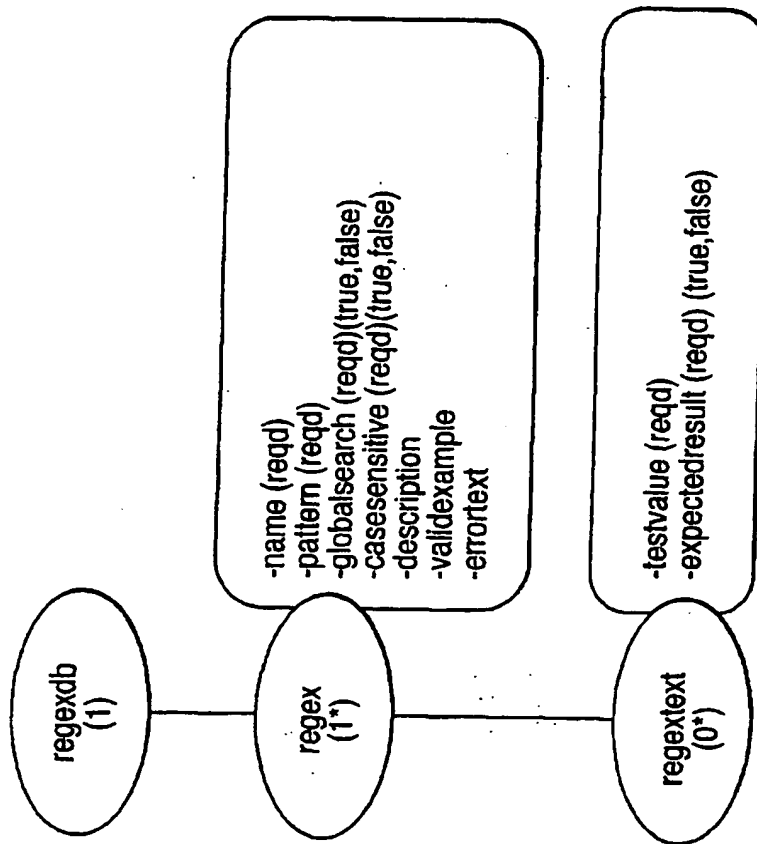 regexdb
(1)
regex
(1*)
-name (reqd)
-pattern (reqd)
-globalsearch (reqd)(true,false)
-casesensitive (reqd)(true,false)
-description
-validexample
-errortext
regextext
(0*)
-testvalue (reqd)
-expectedresult (reqd) (true,false)